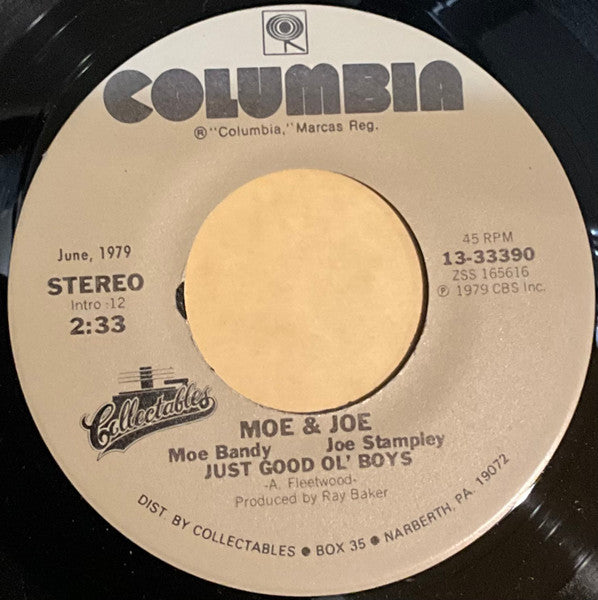 COLUMBIA
®"Columbia," Marcas Reg.
June, 1979
STEREO
Intro :12
2:33
45 RPM
13-33390
ZSS 165616
℗ 1979 CBS Inc.
Collectables
MOE & JOE
Moe Bandy Joe Stampley
JUST GOOD OL' BOYS
-A. Fleetwood-
Produced by Ray Baker
DIST. BY COLLECTABLES ● BOX 35 ● NARBERTH, PA. 19072